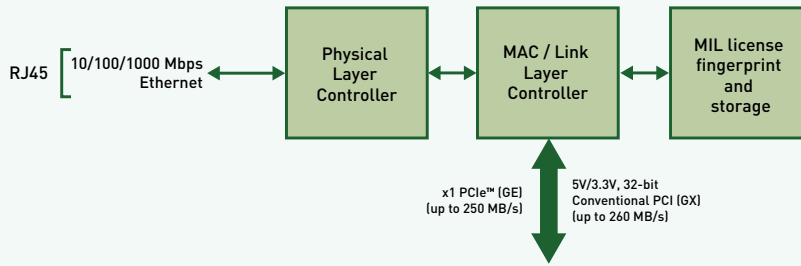 RJ45
10/100/1000 Mbps
Ethernet
Physical
Layer
Controller
MAC / Link
Layer
Controller
MIL license
fingerprint
and
storage
x1 PCIe™ (GE)
(up to 250 MB/s)
5V/3.3V, 32-bit
Conventional PCI (GX)
(up to 260 MB/s)